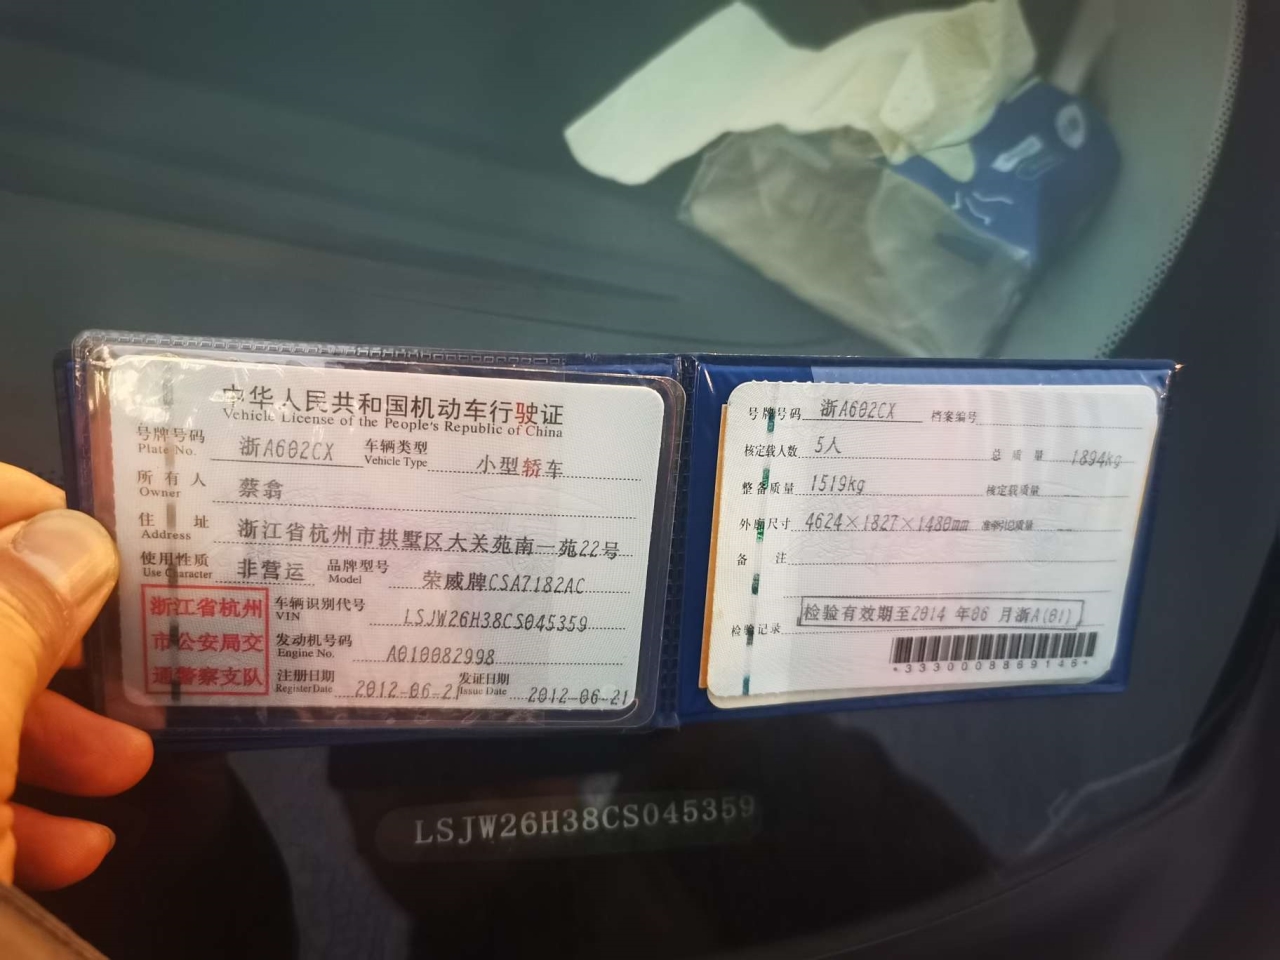 中华人民共和国机动车行驶证
Vehicle License of the People's Republic of China
号牌号码 浙A602CX 车辆类型 小型轿车
Plate No. Vehicle Type
所有人 蔡翕
Owner
住址 浙江省杭州市拱墅区大关苑南一苑22号
Address
使用性质 非营运 品牌型号 荣威牌CSA7182AC
Use Character Model
浙江省杭州
市公安局交
通警察支队
车辆识别代号 LSJW26H38CS045359
VIN
发动机号码 A010082998
Engine No.
注册日期 2012-06-21 发证日期 2012-06-21
Register Date Issue Date
号牌号码 浙A602CX 档案编号
核定载人数 5人 总质量 1894kg
整备质量 1519kg 核定载质量
外廓尺寸 4624×1827×1480mm 准牵引总质量
备注
检验有效期至2014年06月浙A(01)
检验记录
*3330008869146*
LSJW26H38CS045359